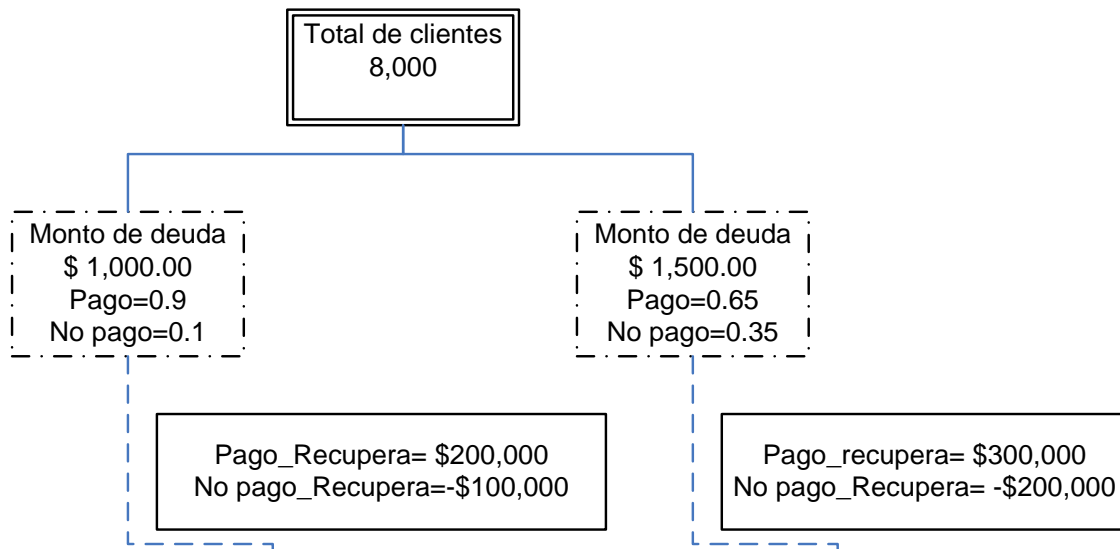 Total de clientes
8,000
Monto de deuda
$ 1,000.00
Pago=0.9
No pago=0.1
Monto de deuda
$ 1,500.00
Pago=0.65
No pago=0.35
Pago_Recupera= $200,000
No pago_Recupera=-$100,000
Pago_recupera= $300,000
No pago_Recupera= -$200,000